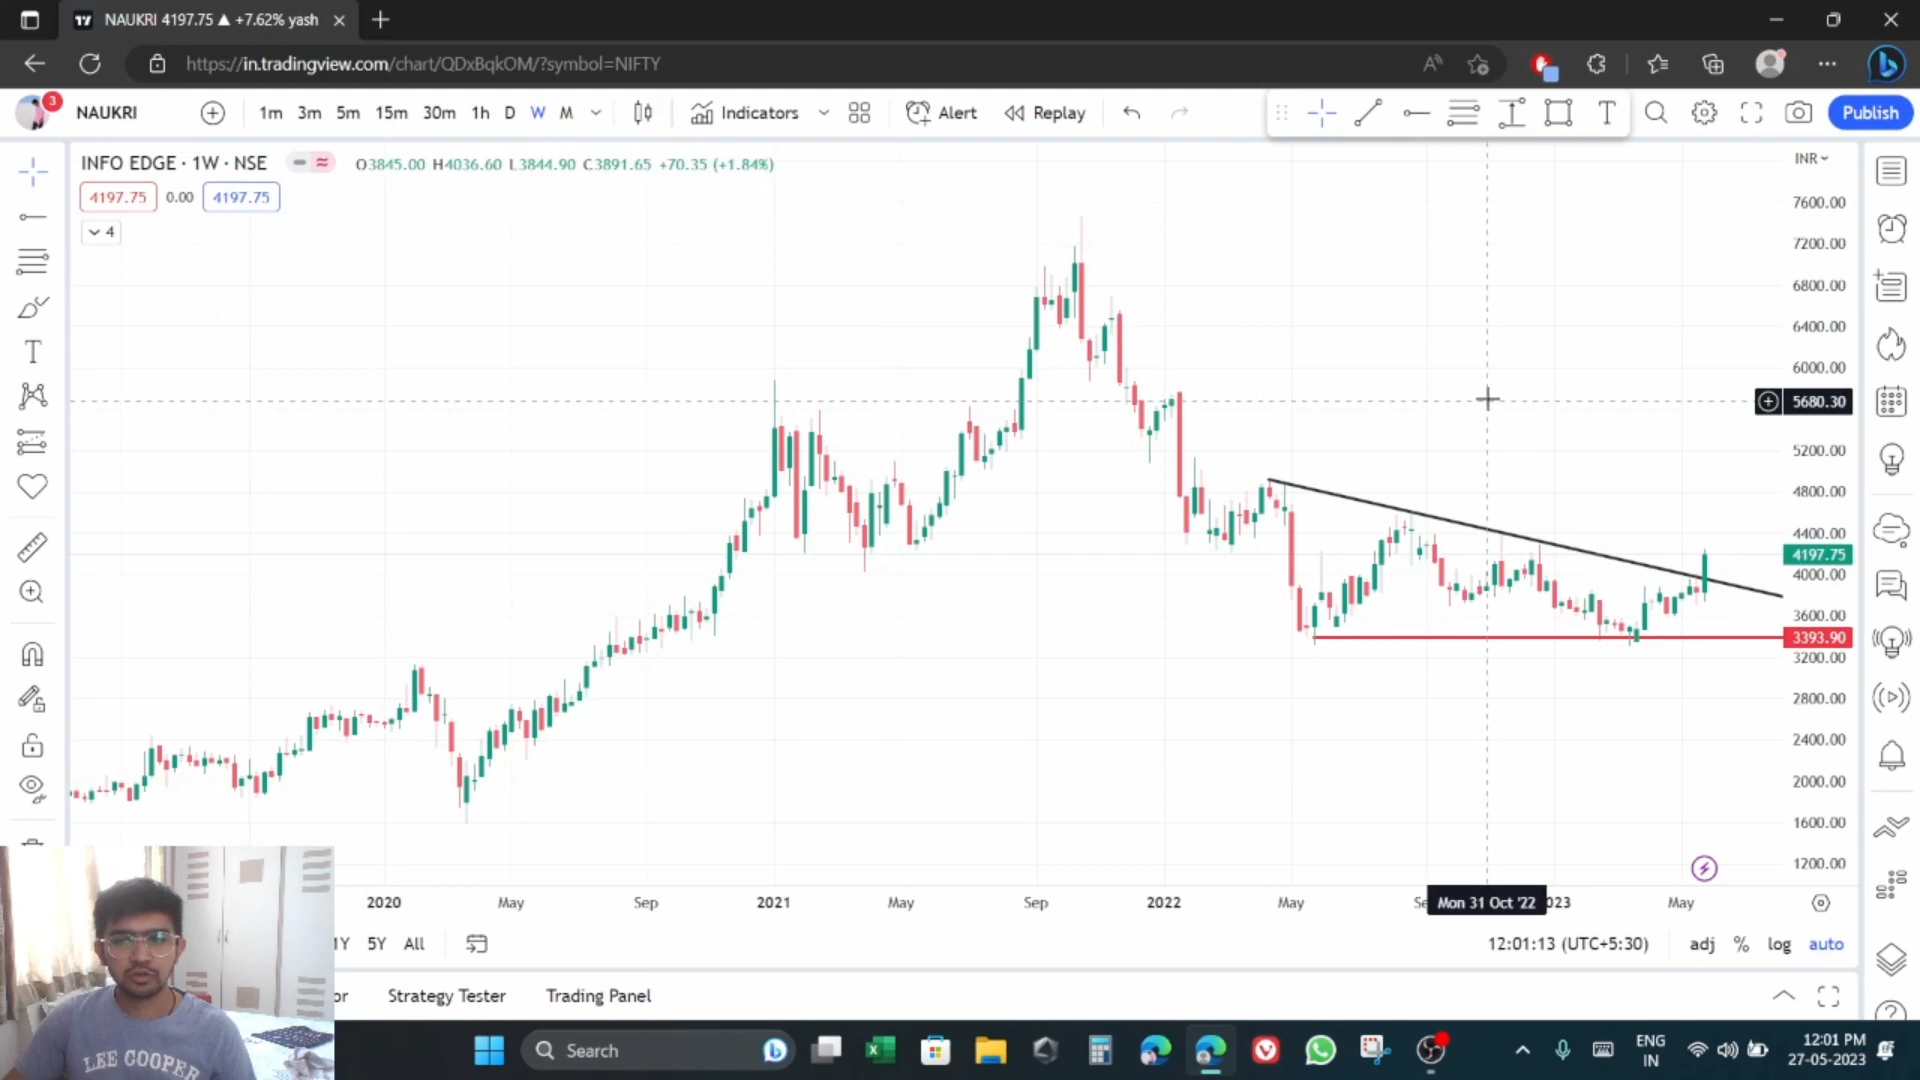 NAUKRI 4197.75 ▲ +7.62% yash
https://in.tradingview.com/chart/QDxBqkOM/?symbol=NIFTY
3
NAUKRI 1m 3m 5m 15m 30m 1h D W M Indicators Alert Replay T Publish
INFO EDGE · 1W · NSE O3845.00 H4036.60 L3844.90 C3891.65 +70.35 (+1.84%)
INR
4197.75 0.00 4197.75
4
7600.00
7200.00
6800.00
6400.00
6000.00
5680.30
5200.00
4800.00
4400.00
4197.75
4000.00
3600.00
3393.90
3200.00
2800.00
2400.00
2000.00
1600.00
1200.00
2020 May Sep 2021 May Sep 2022 May Se Mon 31 Oct '22 023 May
1Y 5Y All 12:01:13 (UTC+5:30) adj % log auto
or Strategy Tester Trading Panel
LEE COOPER
Search
ENG
IN
12:01 PM
27-05-2023